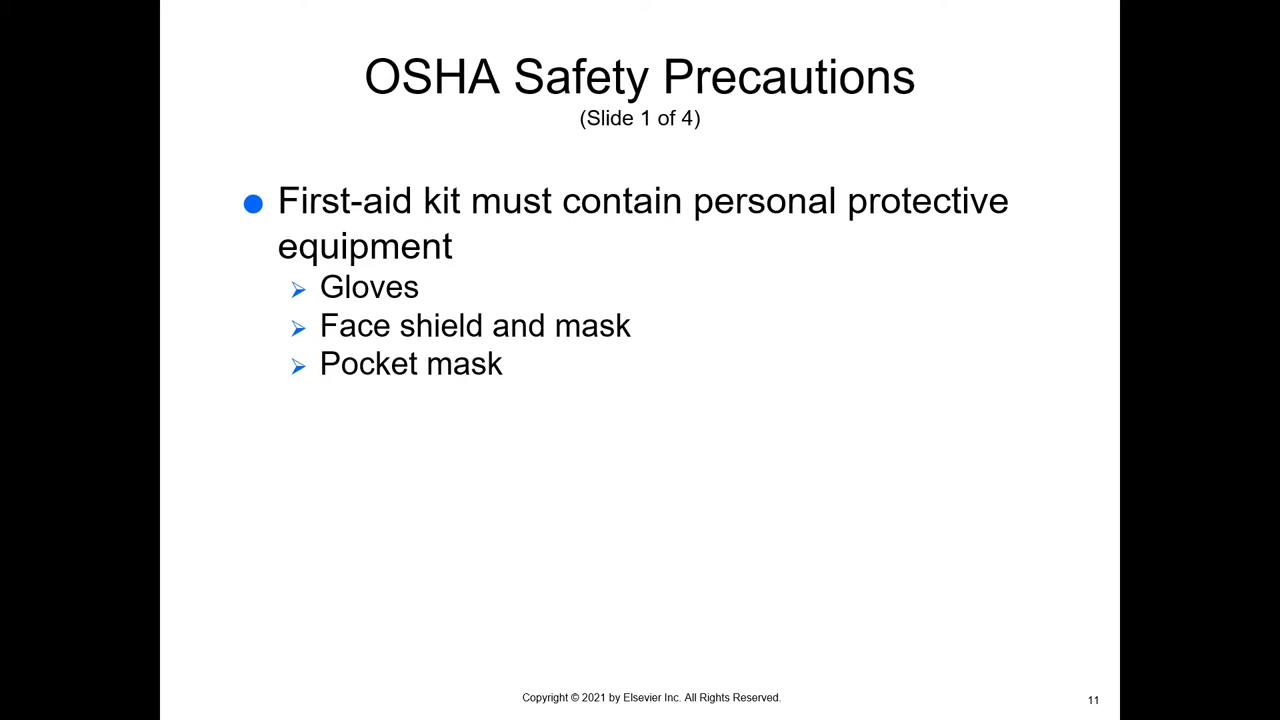 OSHA Safety Precautions
(Slide 1 of 4)
First-aid kit must contain personal protective
equipment
Gloves
Face shield and mask
Pocket mask
Copyright © 2021 by Elsevier Inc. All Rights Reserved.
11